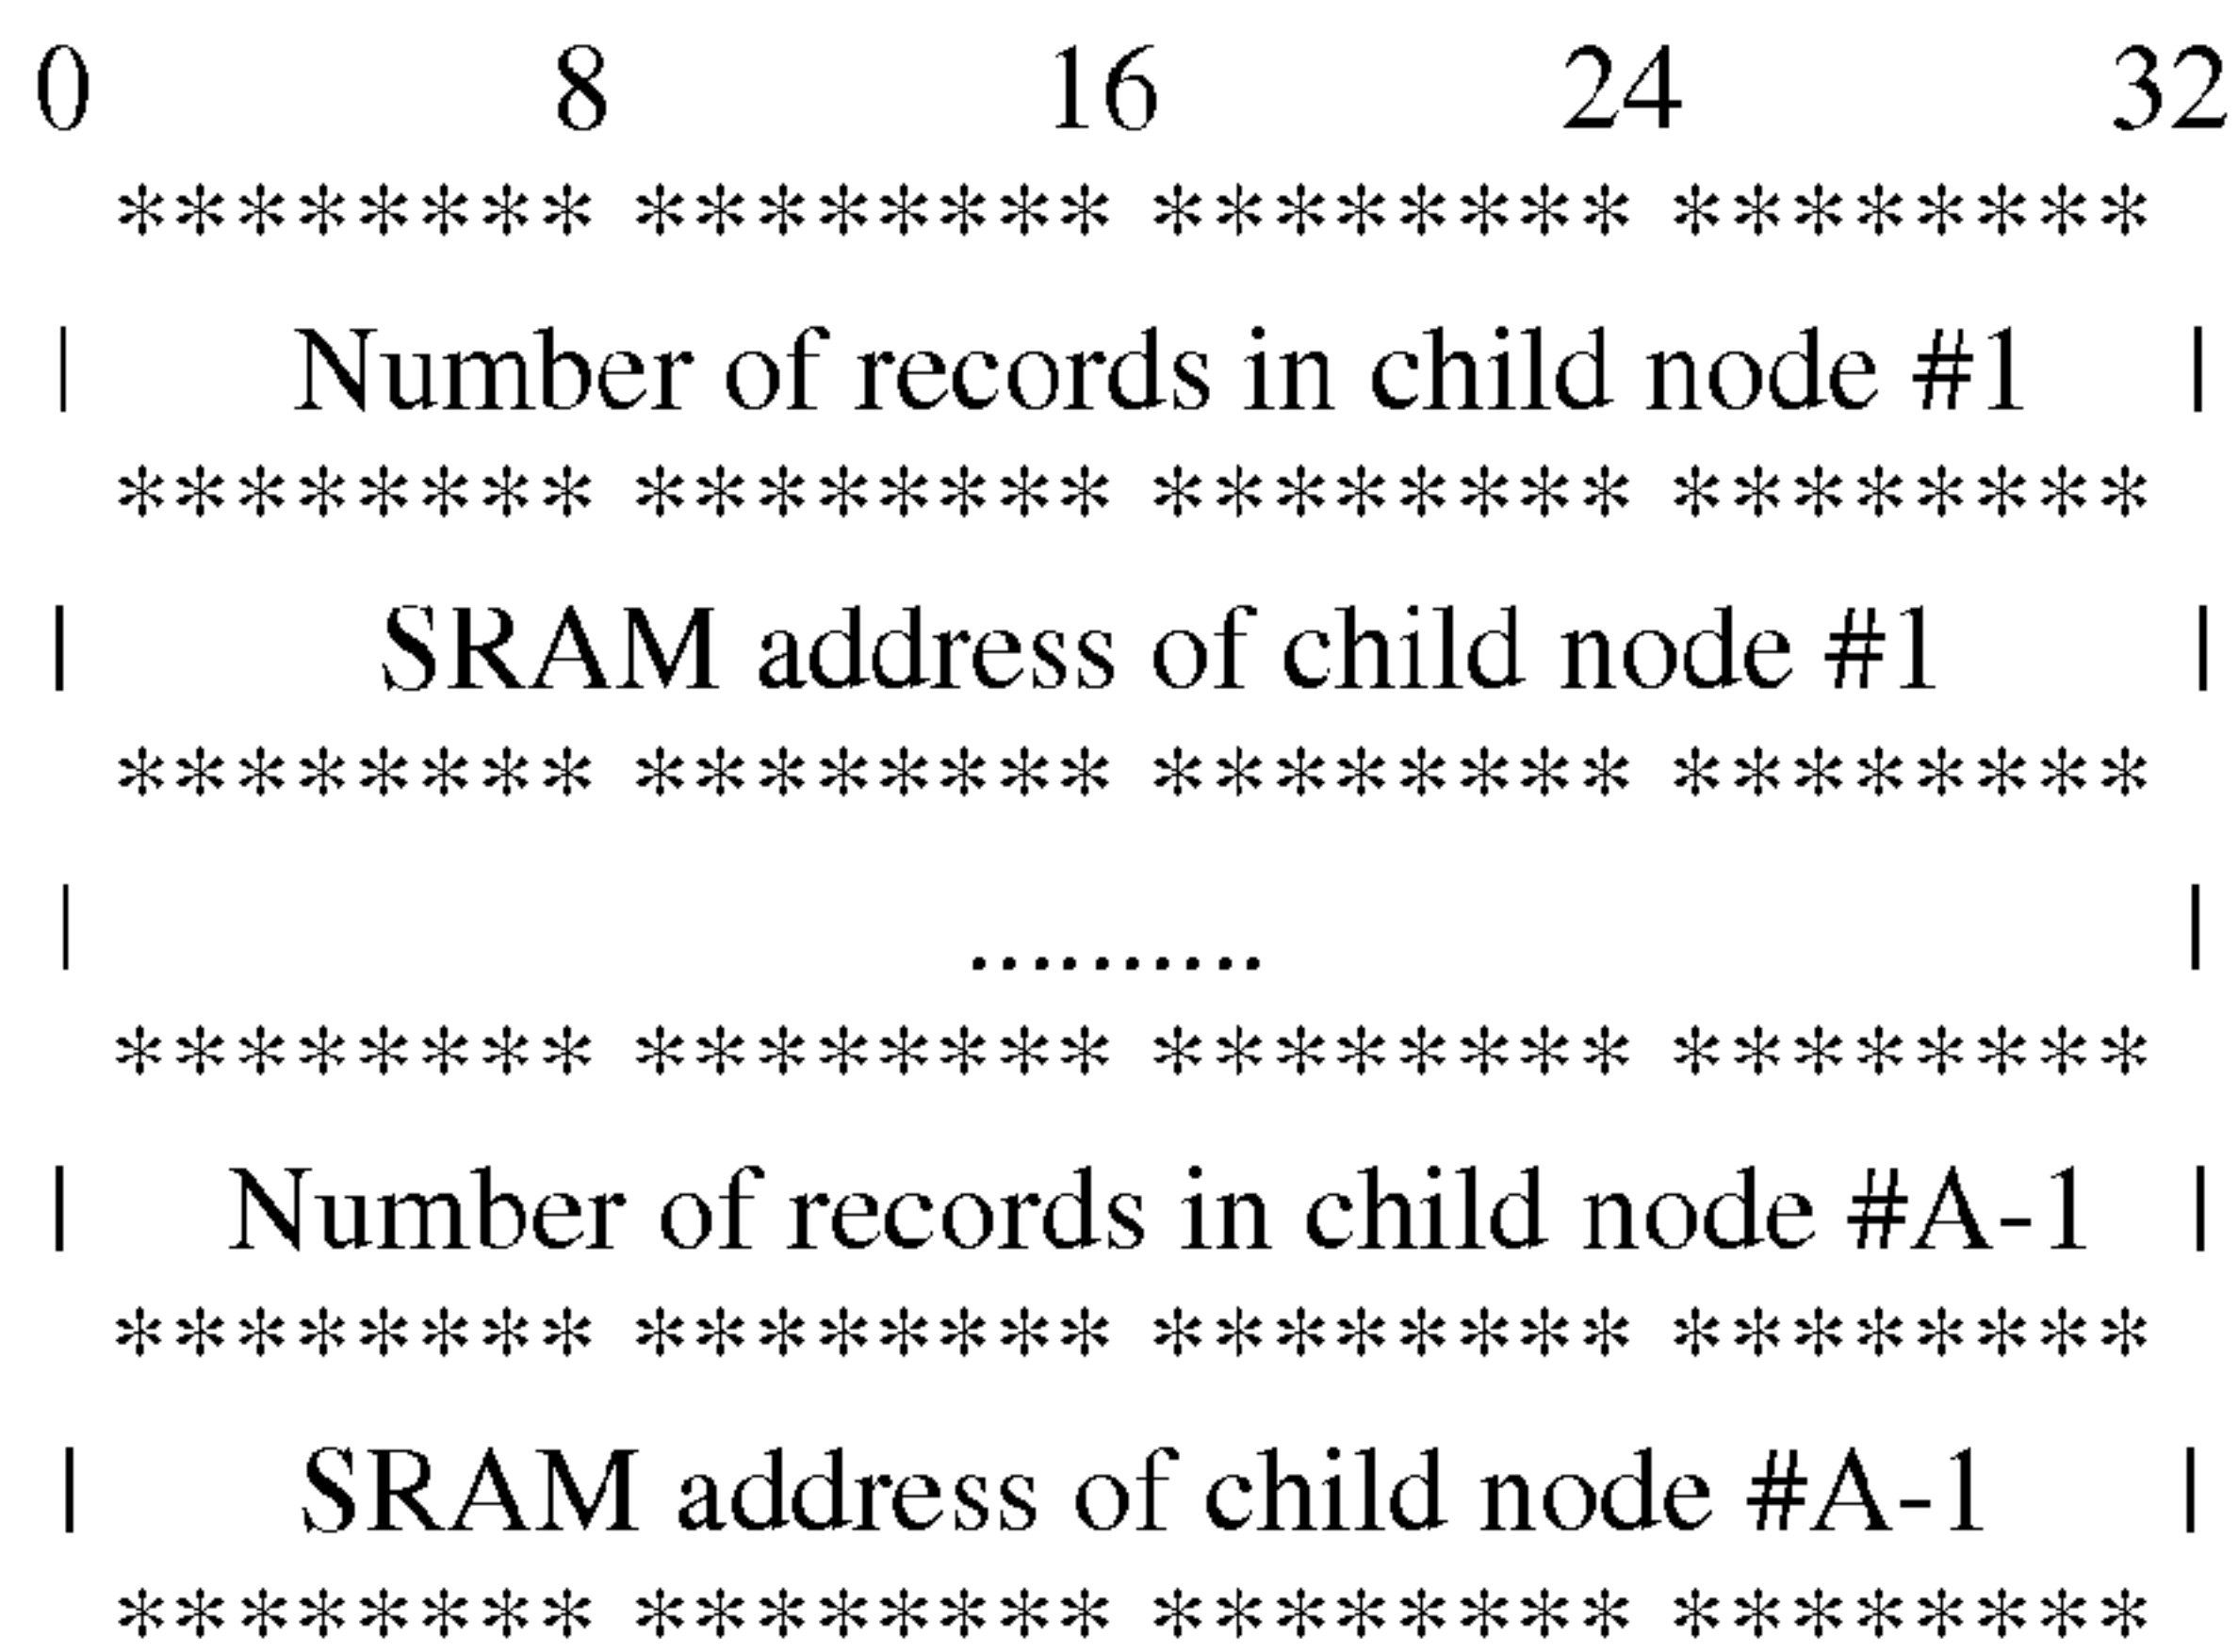 0 8 16 24 32
******** ******** ******** ********
| Number of records in child node #1 |
******** ******** ******** ********
| SRAM address of child node #1 |
******** ******** ******** ********
| .......... |
******** ******** ******** ********
| Number of records in child node #A-1 |
******** ******** ******** ********
| SRAM address of child node #A-1 |
******** ******** ******** ********